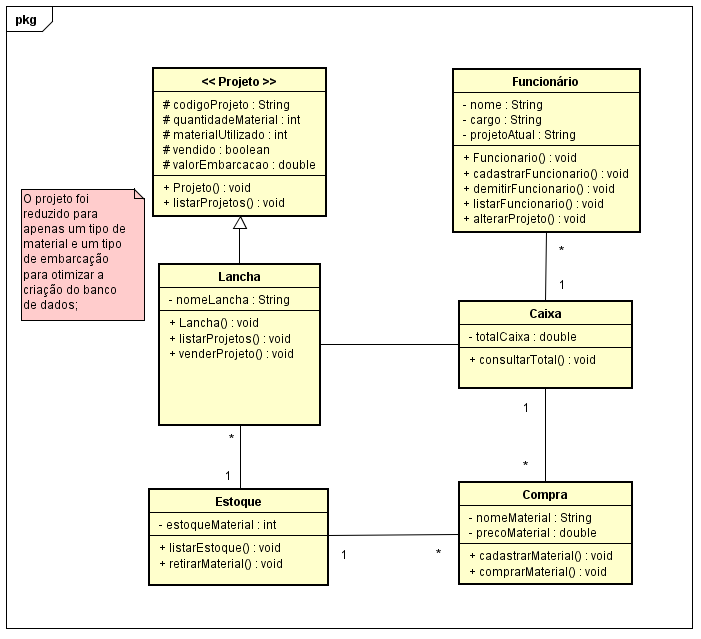 pkg
<< Projeto >>
# codigoProjeto : String
# quantidadeMaterial : int
# materialUtilizado : int
# vendido : boolean
# valorEmbarcacao : double
+ Projeto() : void
+ listarProjetos() : void
Funcionário
- nome : String
- cargo : String
- projetoAtual : String
+ Funcionario() : void
+ cadastrarFuncionario() : void
+ demitirFuncionario() : void
+ listarFuncionario() : void
+ alterarProjeto() : void
O projeto foi
reduzido para
apenas um tipo de
material e um tipo
de embarcação
para otimizar a
criação do banco
de dados;
*
1
Lancha
- nomeLancha : String
+ Lancha() : void
+ listarProjetos() : void
+ venderProjeto() : void
Caixa
- totalCaixa : double
+ consultarTotal() : void
1
*
*
1
Estoque
- estoqueMaterial : int
+ listarEstoque() : void
+ retirarMaterial() : void
1
*
Compra
- nomeMaterial : String
- precoMaterial : double
+ cadastrarMaterial() : void
+ comprarMaterial() : void